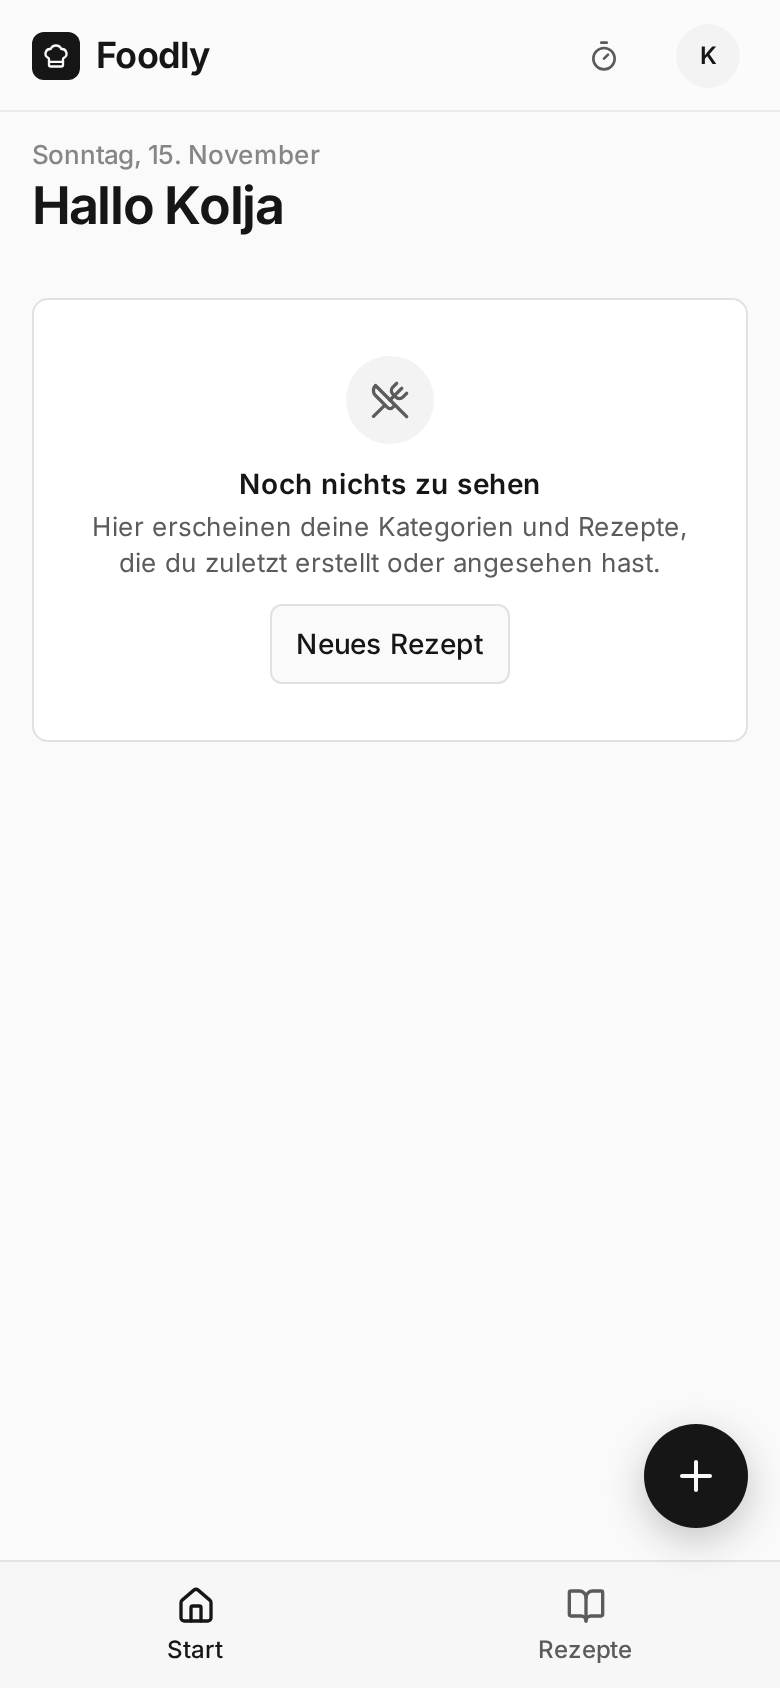 Foodly
K
Sonntag, 15. November
Hallo Kolja
Noch nichts zu sehen
Hier erscheinen deine Kategorien und Rezepte,
die du zuletzt erstellt oder angesehen hast.
Neues Rezept
Start
Rezepte